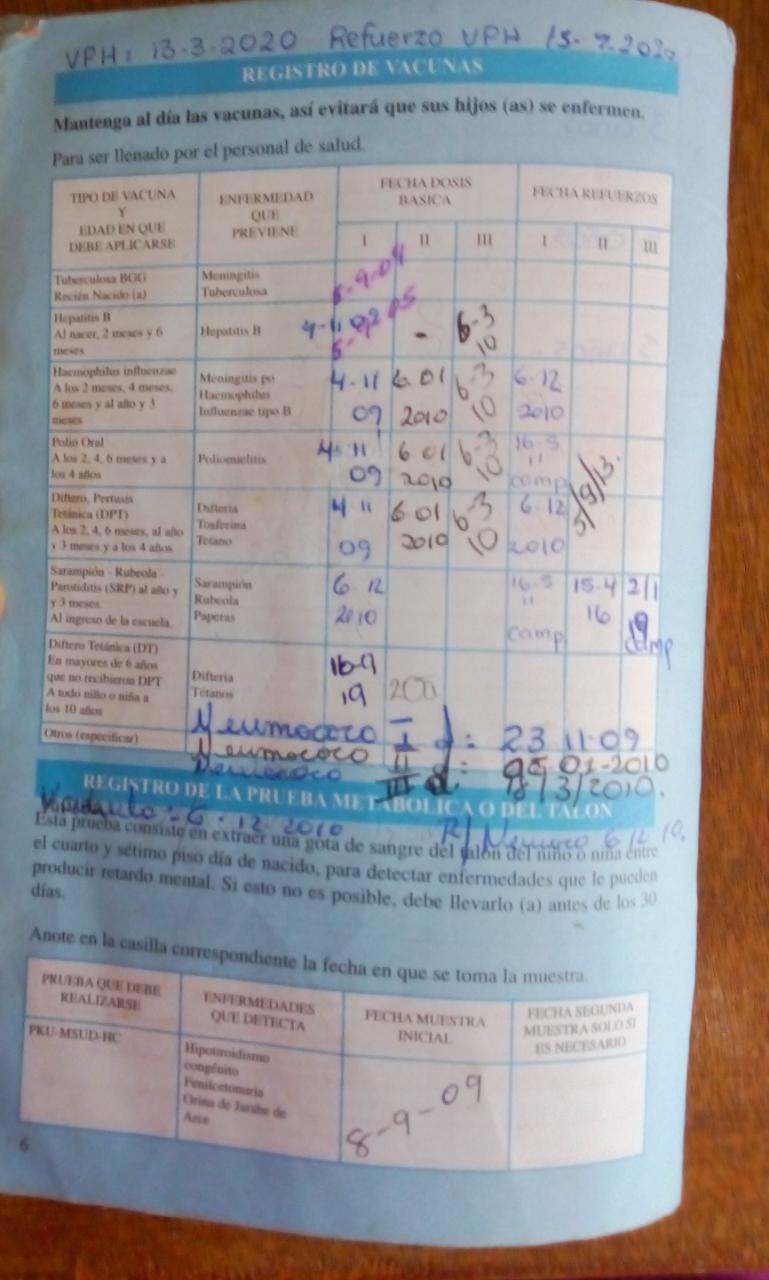 VPH: 13-3-2020 Refuerzo VPH 15-7-2020
REGISTRO DE VACUNAS
Mantenga al día las vacunas, así evitará que sus hijos (as) se enfermen.
Para ser llenado por el personal de salud.
TIPO DE VACUNA
Y
EDAD EN QUE
DEBE APLICARSE
ENFERMEDAD
QUE
PREVIENE
FECHA DOSIS
BASICA
FECHA REFUERZOS
I II III I II III
Tuberculosa BCG
Recién Nacido (a)
Meningitis
Tuberculosa
5-9-09
Hepatitis B
Al nacer, 2 meses y 6
meses
Hepatitis B
4-11-09
-
6-3
10
Haemophilus influenzae
A los 2 meses, 4 meses,
6 meses y al año y 3
meses
Meningitis po
Haemophilus
Influenzae tipo B
4-11
09
6-01
2010
6-3
10
6-12
2010
Polio Oral
A los 2, 4, 6 meses y a
los 4 años
Poliomielitis
4-11
09
6-01
2010
6-3
10
16-5
11
camp
5/9/13.
Diftero, Pertusis
Tetánica (DPT)
A los 2, 4, 6 meses, al año
y 3 meses y a los 4 años
Difteria
Tosferina
Tetano
4-11
09
6-01
2010
6-3
10
6-12
2010
Sarampión - Rubeola -
Parotiditis (SRP) al año y
y 3 meses.
Al ingreso de la escuela.
Sarampión
Rubeola
Paperas
6-12
2010
16-5
11
camp
15-4
16
2/1
19
camp
Diftero Tetánica (DT)
En mayores de 6 años
que no recibieron DPT
A todo niño o niña a
los 10 años
Difteria
Tétanos
16-9
19
Otros (especificar)
Neumococo I d: 23 11-09
Neumococo II d: 01-2010
Neumococo III d: 18/3/2010.
REGISTRO DE LA PRUEBA METABOLICA O DEL TALON
6-12-2010 R/ Neumo 6 12 10.
Esta prueba consiste en extraer una gota de sangre del talón del niño o niña entre
el cuarto y sétimo piso día de nacido, para detectar enfermedades que le pueden
producir retardo mental. Si esto no es posible, debe llevarlo (a) antes de los 30
días.
Anote en la casilla correspondiente la fecha en que se toma la muestra.
PRUEBA QUE DEBE
REALIZARSE
ENFERMEDADES
QUE DETECTA
FECHA MUESTRA
INICIAL
FECHA SEGUNDA
MUESTRA SOLO SI
ES NECESARIO
PKU-MSUD-HC
Hipotiroidismo
congénito
Fenilcetonuria
Orina de Jarabe de
Arce
8-9-09
6